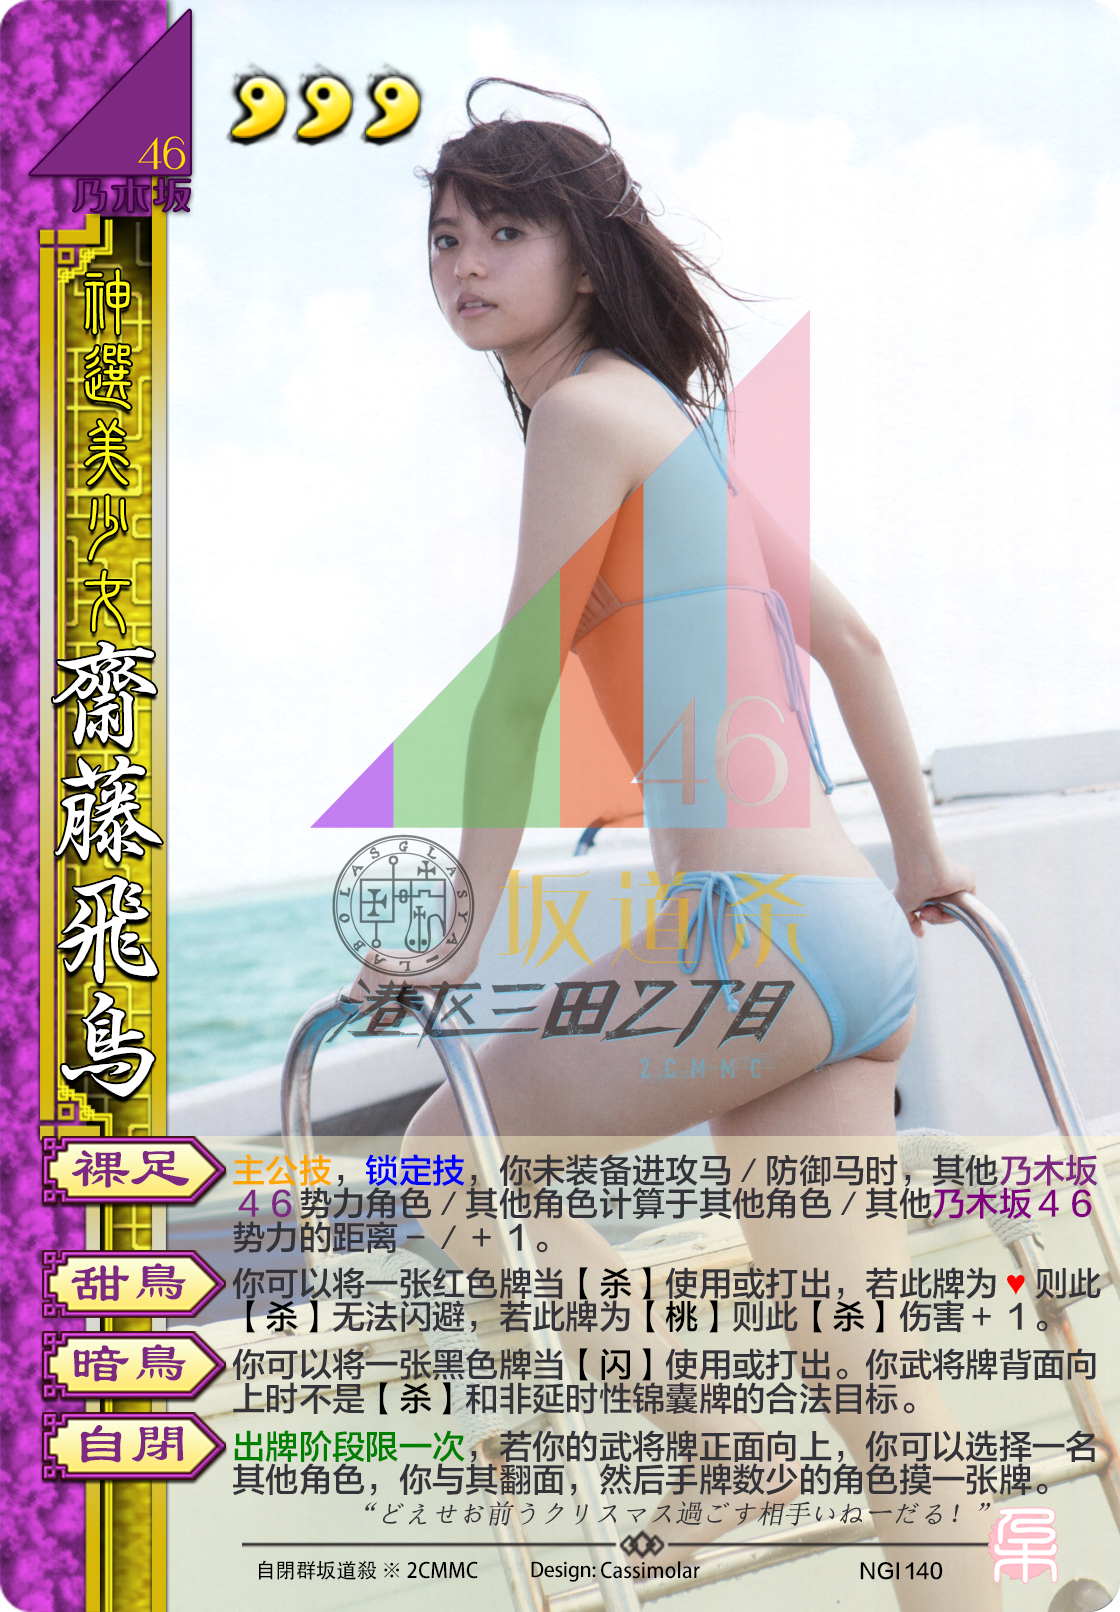 46
乃木坂
神選美少女
齋藤飛鳥
46
GLASYA-LABOLAS
坂道杀
港区三田2丁目
2CMMC
裸足
主公技，锁定技，你未装备进攻马／防御马时，其他乃木坂
４６势力角色／其他角色计算于其他角色／其他乃木坂４６
势力的距离－／＋１。
甜鳥
你可以将一张红色牌当【杀】使用或打出，若此牌为♥则此
【杀】无法闪避，若此牌为【桃】则此【杀】伤害＋１。
暗鳥
你可以将一张黑色牌当【闪】使用或打出。你武将牌背面向
上时不是【杀】和非延时性锦囊牌的合法目标。
自閉
出牌阶段限一次，若你的武将牌正面向上，你可以选择一名
其他角色，你与其翻面，然后手牌数少的角色摸一张牌。
“どえせお前うクリスマス過ごす相手いねーだる！”
自閉群坂道殺 ※ 2CMMC
Design: Cassimolar
NGI140